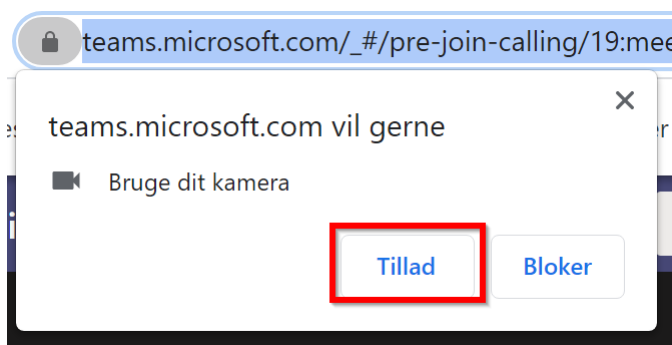 teams.microsoft.com/_#/pre-join-calling/19:mee
teams.microsoft.com vil gerne
Bruge dit kamera
Tillad
Bloker